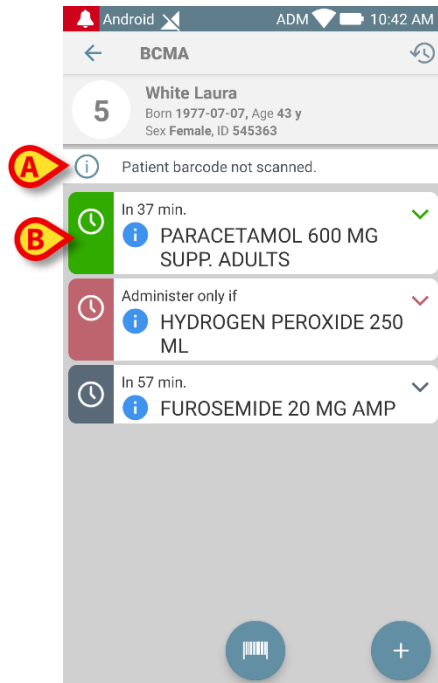 Android ADM 10:42 AM
BCMA
5
White Laura
Born 1977-07-07, Age 43 y
Sex Female, ID 545363
A
Patient barcode not scanned.
B
In 37 min.
PARACETAMOL 600 MG
SUPP. ADULTS
Administer only if
HYDROGEN PEROXIDE 250
ML
In 57 min.
FUROSEMIDE 20 MG AMP